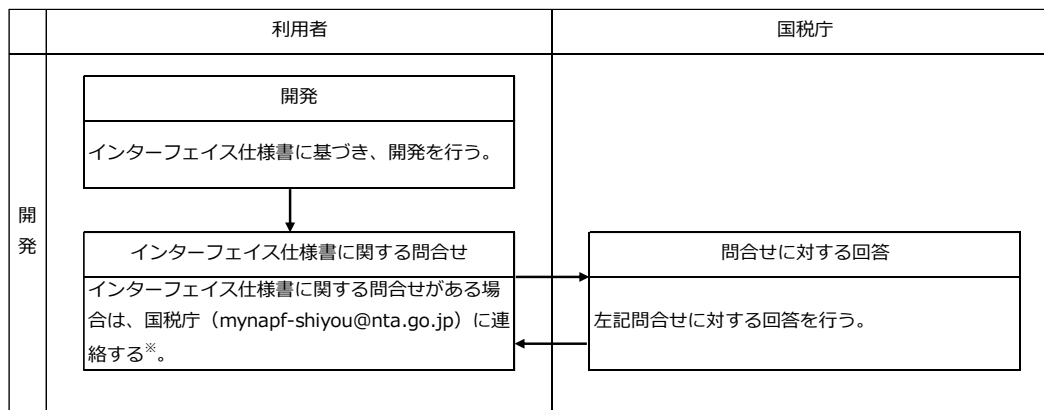 利用者
国税庁
開発
開発
インターフェイス仕様書に基づき、開発を行う。
インターフェイス仕様書に関する問合せ
インターフェイス仕様書に関する問合せがある場
合は、国税庁（mynapf-shiyou@nta.go.jp）に連
絡する※。
問合せに対する回答
左記問合せに対する回答を行う。